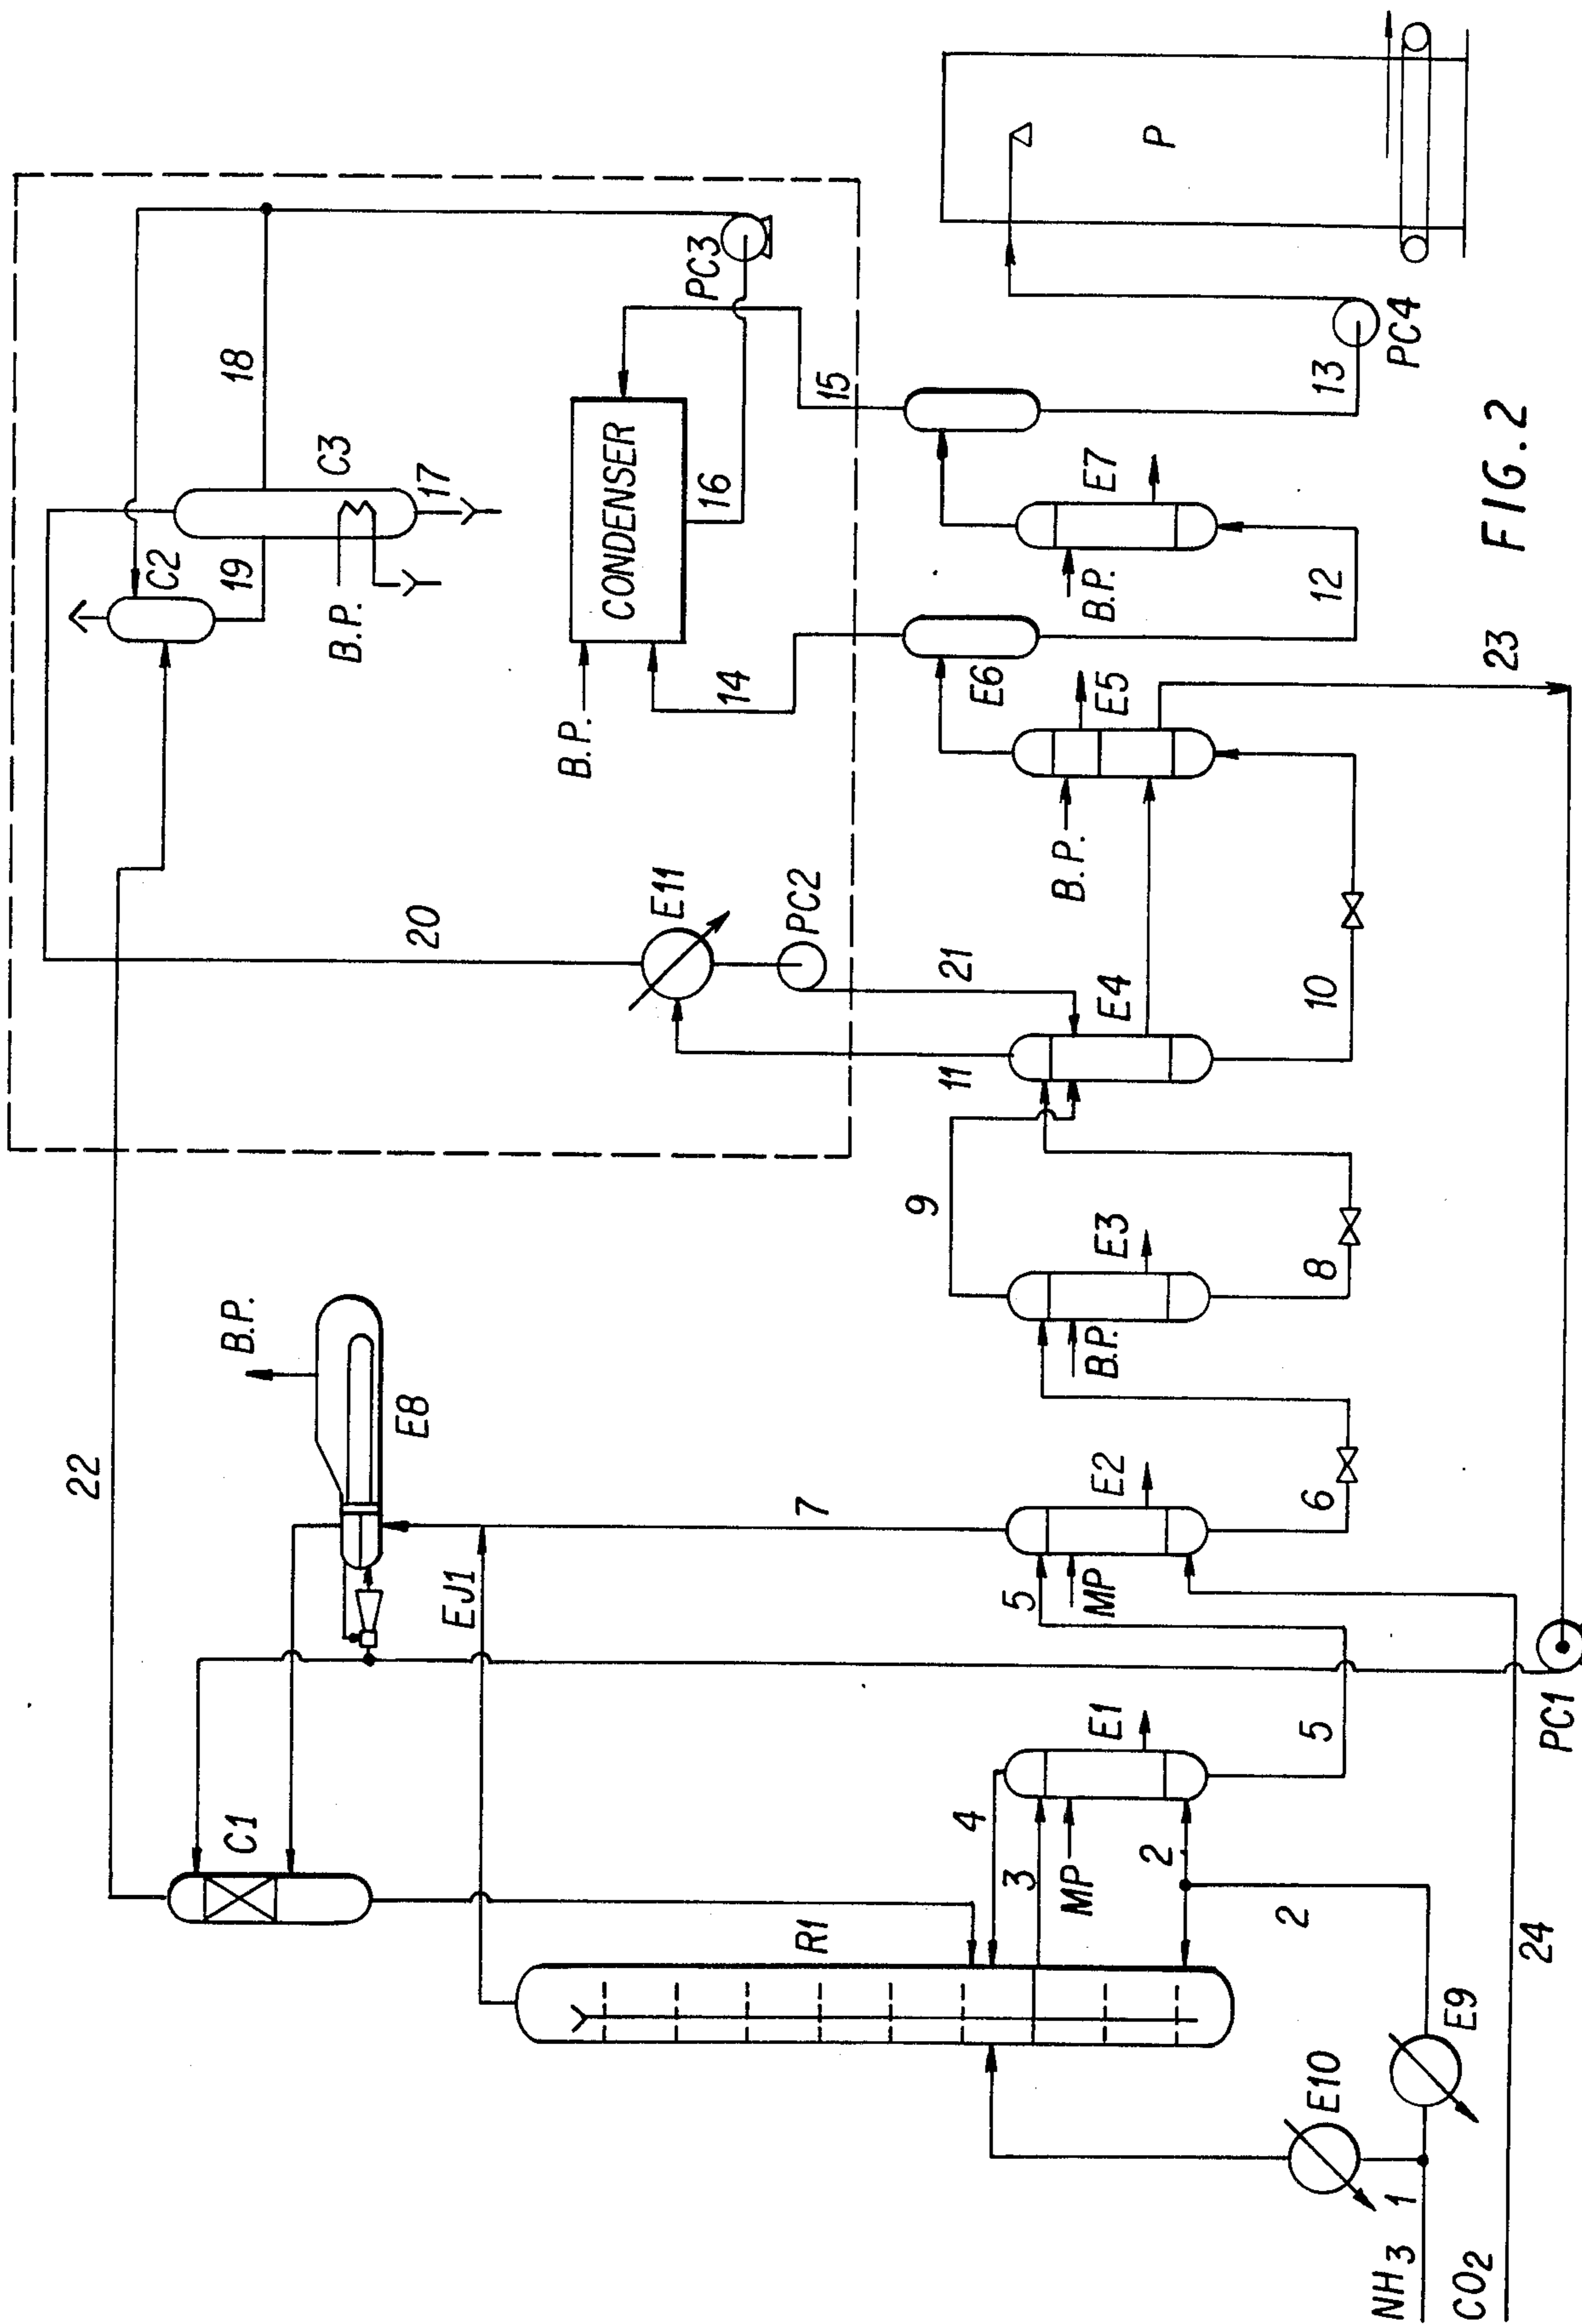 22
B.P.
E8
C1
EJ1
R1
7
4
3
MP
2
2
E1
5
5
MP
E2
6
9
B.P.
E3
8
11
21
E4
10
20
E11
PC2
C2
19
C3
18
B.P.
17
B.P.
CONDENSER
16
PC3
14
15
E6
B.P.
E5
B.P.
E7
12
13
PC4
P
23
PC1
24
E10
E9
NH3
1
CO2
FIG. 2